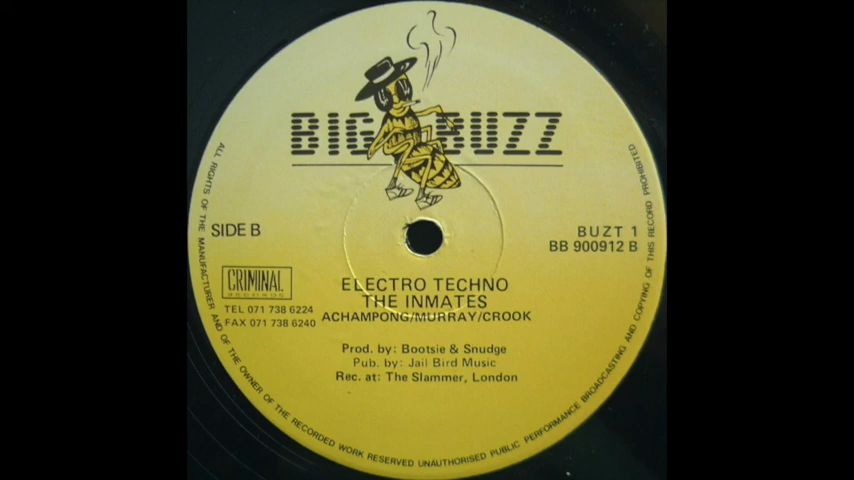 BIG BUZZ
SIDE B
BUZT 1
BB 900912 B
CRIMINAL
RECORDS
TEL 071 738 6224
FAX 071 738 6240
ELECTRO TECHNO
THE INMATES
ACHAMPONG/MURRAY/CROOK
Prod. by: Bootsie & Snudge
Pub. by: Jail Bird Music
Rec. at: The Slammer, London
ALL RIGHTS OF THE MANUFACTURER AND OF THE OWNER OF THE RECORDED WORK RESERVED UNAUTHORISED PUBLIC PERFORMANCE BROADCASTING AND COPYING OF THIS RECORD PROHIBITED